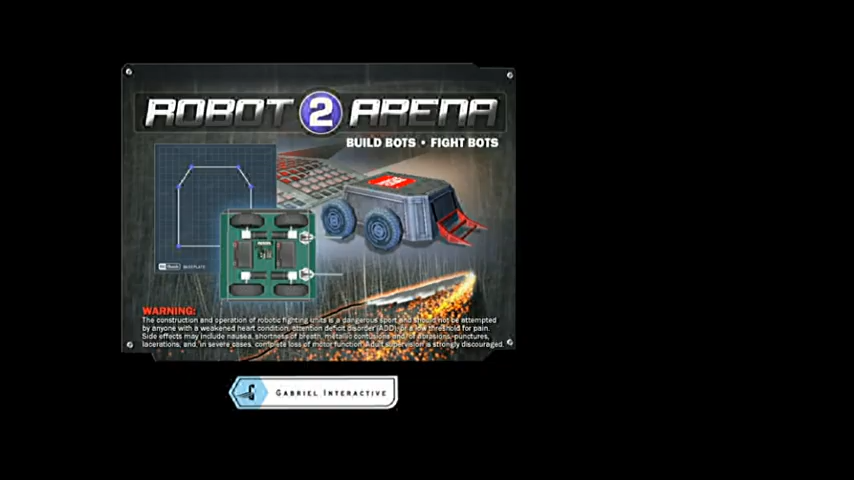 ROBOT 2 ARENA
BUILD BOTS • FIGHT BOTS
BASEPLATE
WARNING:
The construction and operation of robotic fighting units is a dangerous sport and should not be attempted
by anyone with a weakened heart condition, attention deficit disorder (ADD) or a low threshold for pain.
Side effects may include nausea, shortness of breath, metallic contusions and/or abrasions, punctures,
lacerations, and, in severe cases, complete loss of motor function. Adult supervision is strongly discouraged.
GABRIEL INTERACTIVE